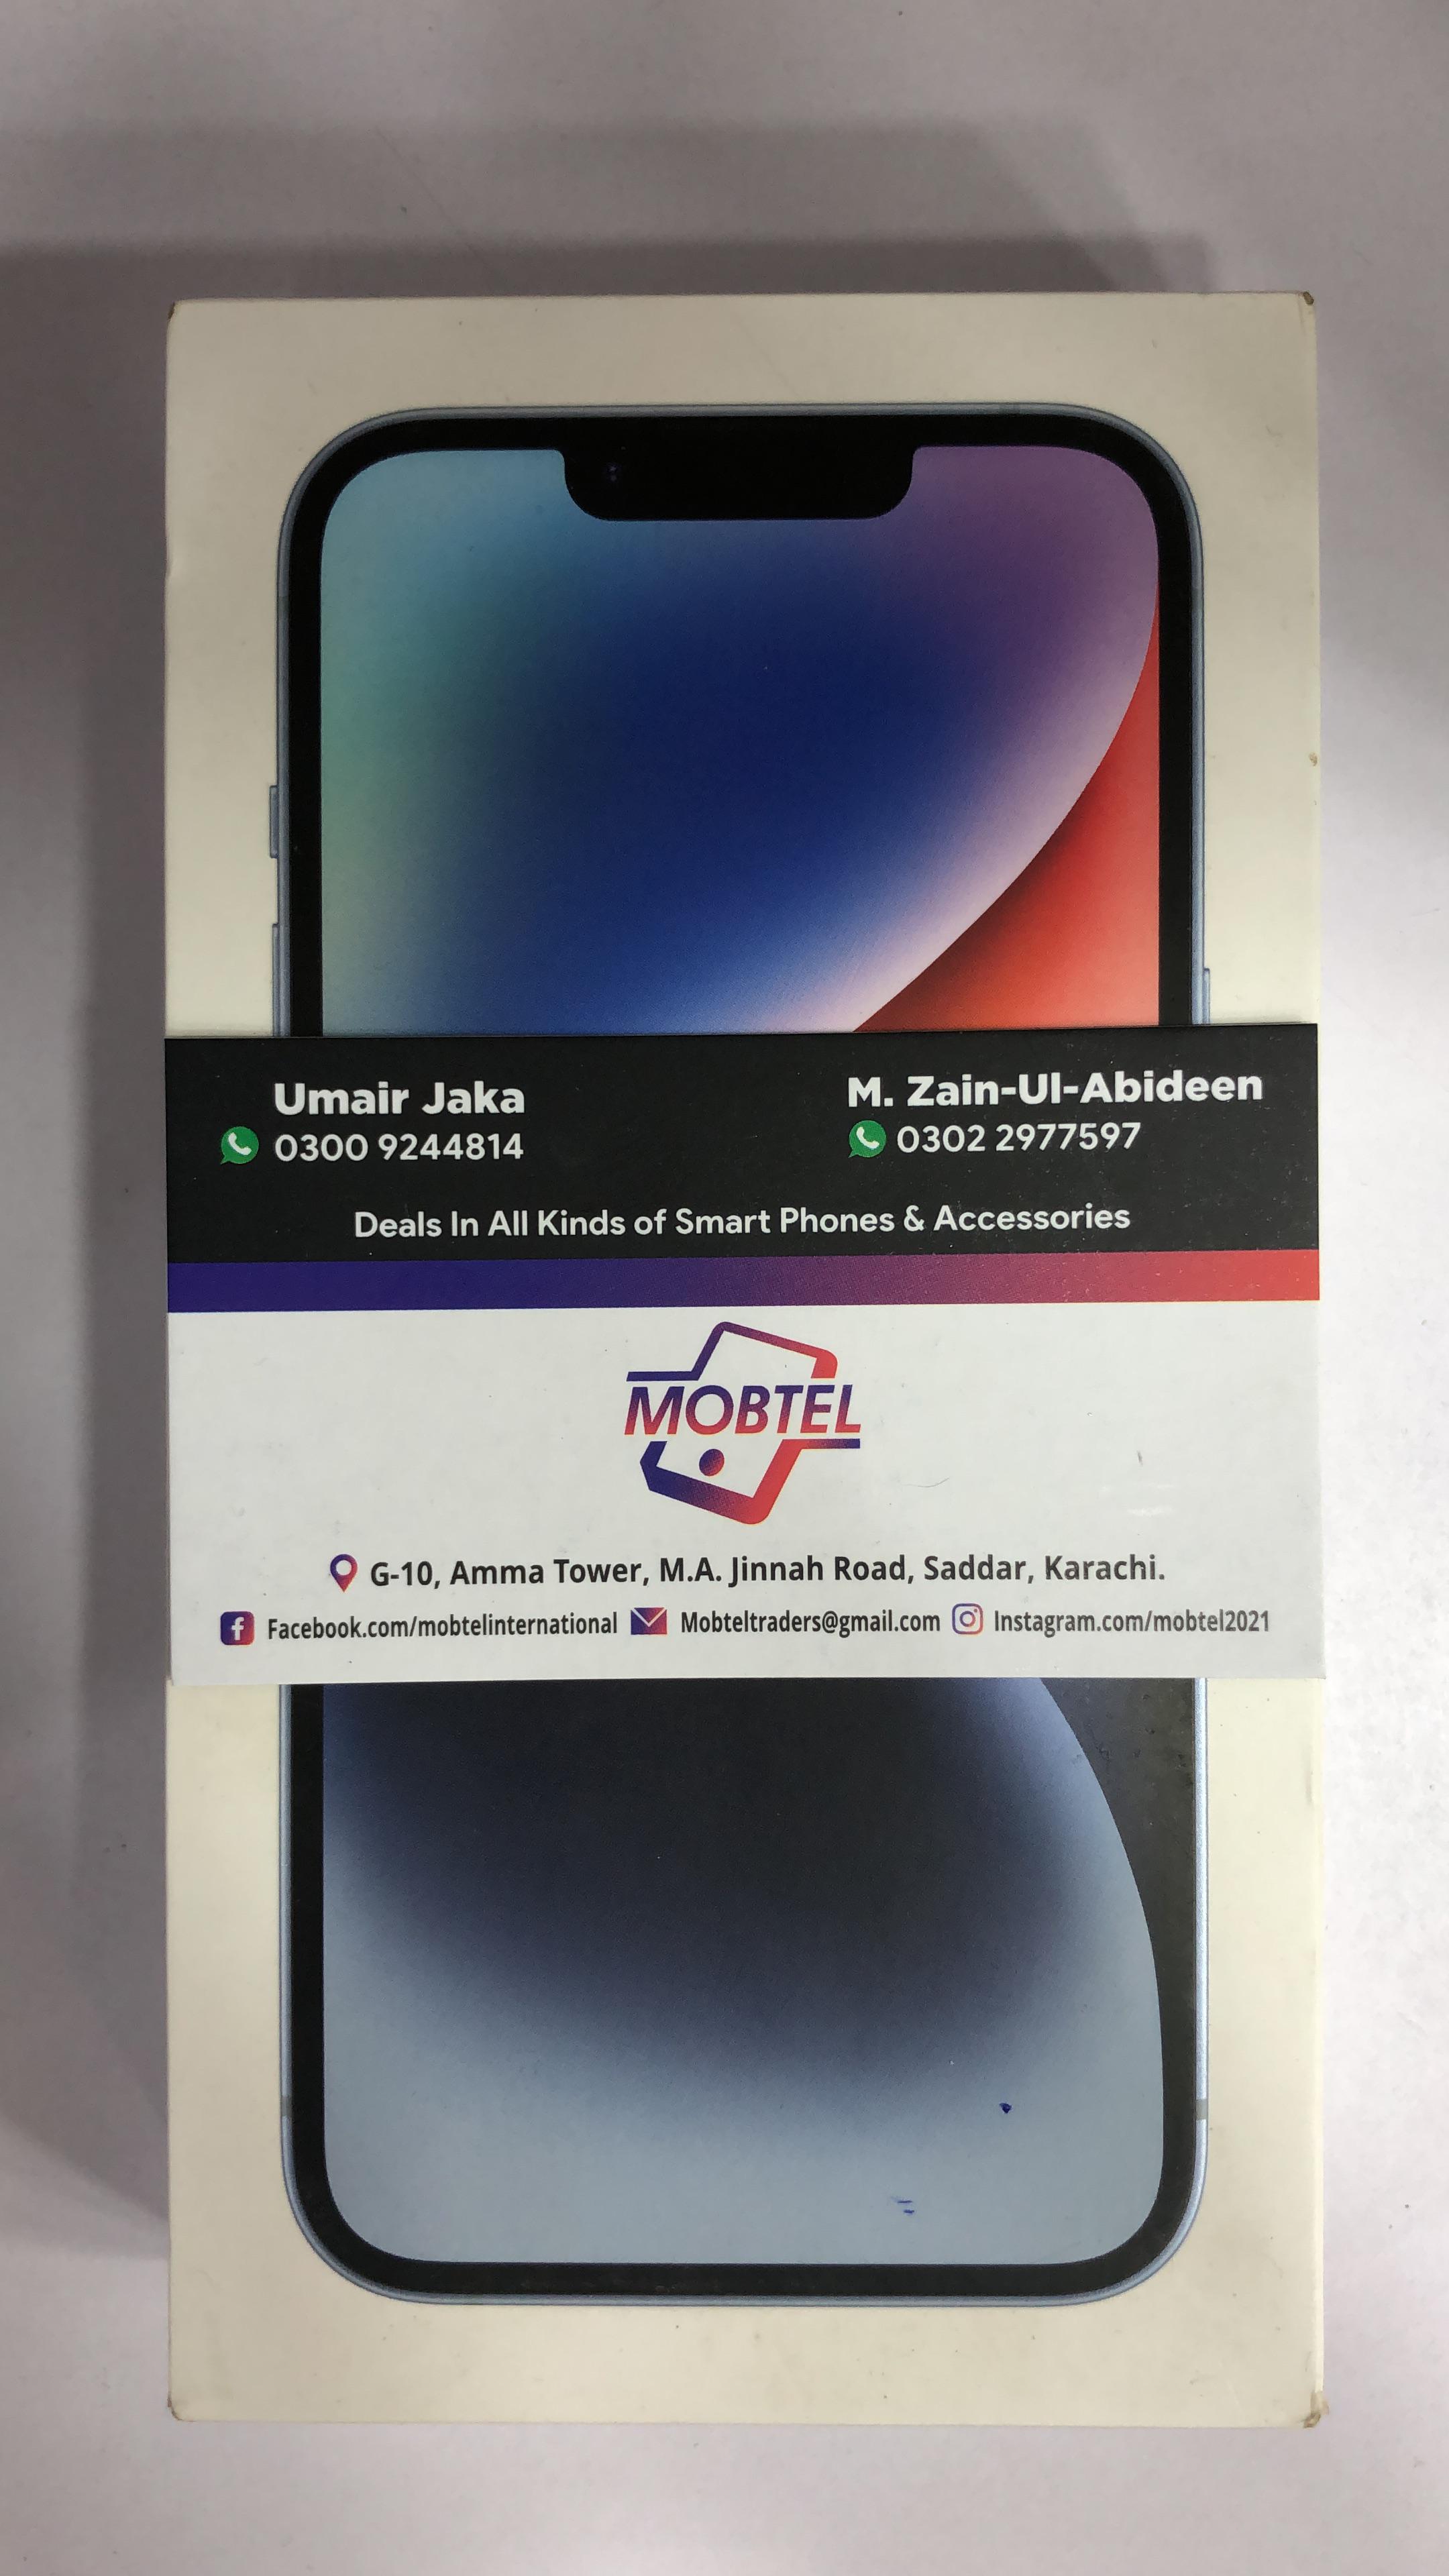 Umair Jaka
0300 9244814
M. Zain-Ul-Abideen
0302 2977597
Deals In All Kinds of Smart Phones & Accessories
MOBTEL
G-10, Amma Tower, M.A. Jinnah Road, Saddar, Karachi.
Facebook.com/mobtelinternational Mobteltraders@gmail.com Instagram.com/mobtel2021